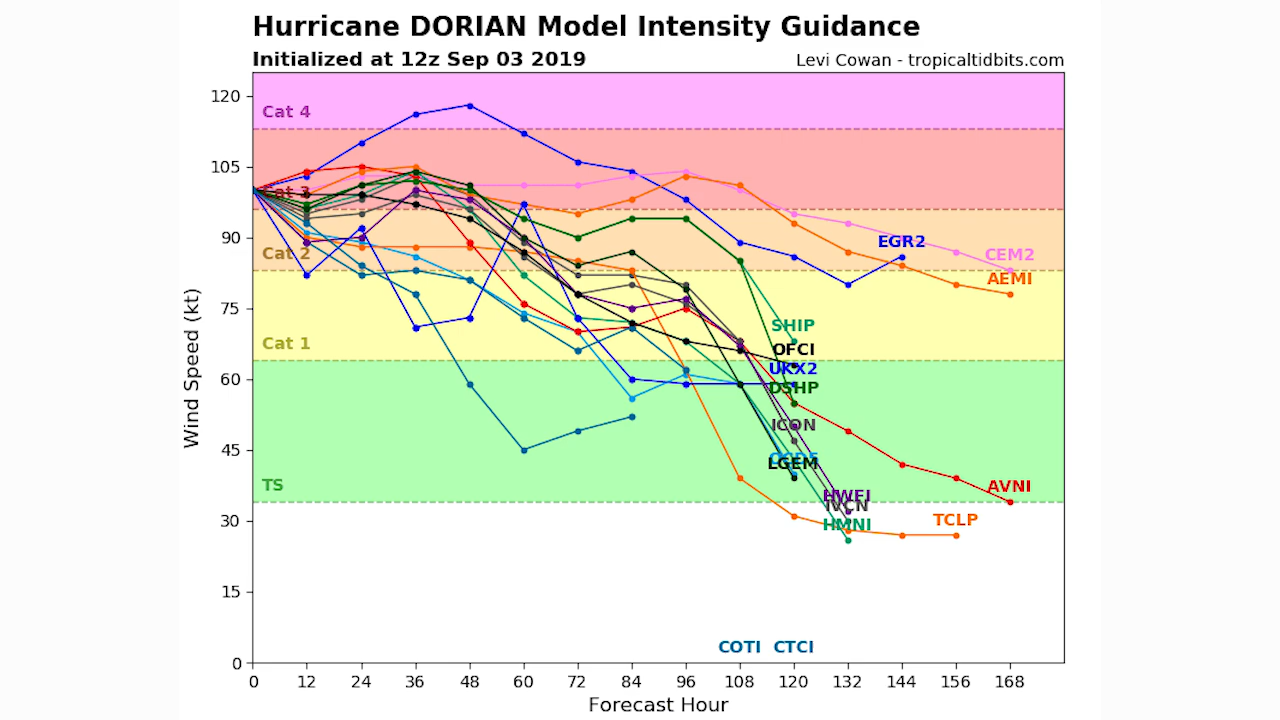 Hurricane DORIAN Model Intensity Guidance
Initialized at 12z Sep 03 2019 Levi Cowan - tropicaltidbits.com
120
Cat 4
105
Cat 3
90
Cat 2
75
Cat 1
60
45
TS
30
15
0
Wind Speed (kt)
EGR2
CEM2
AEMI
SHIP
OFCI
UKX2
DSHP
ICON
LGEM
HWFI
IVCN
AVNI
HMNI
TCLP
COTI CTCI
0 12 24 36 48 60 72 84 96 108 120 132 144 156 168
Forecast Hour